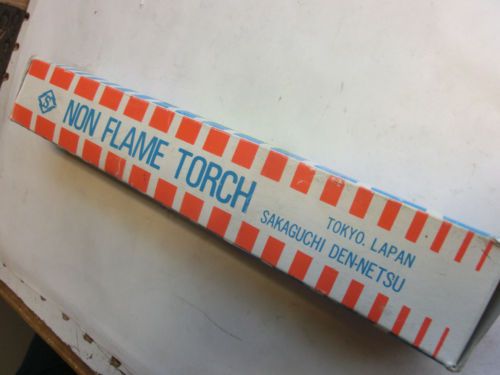 S
NON FLAME TORCH
TOKYO. LAPAN
SAKAGUCHI DEN-NETSU